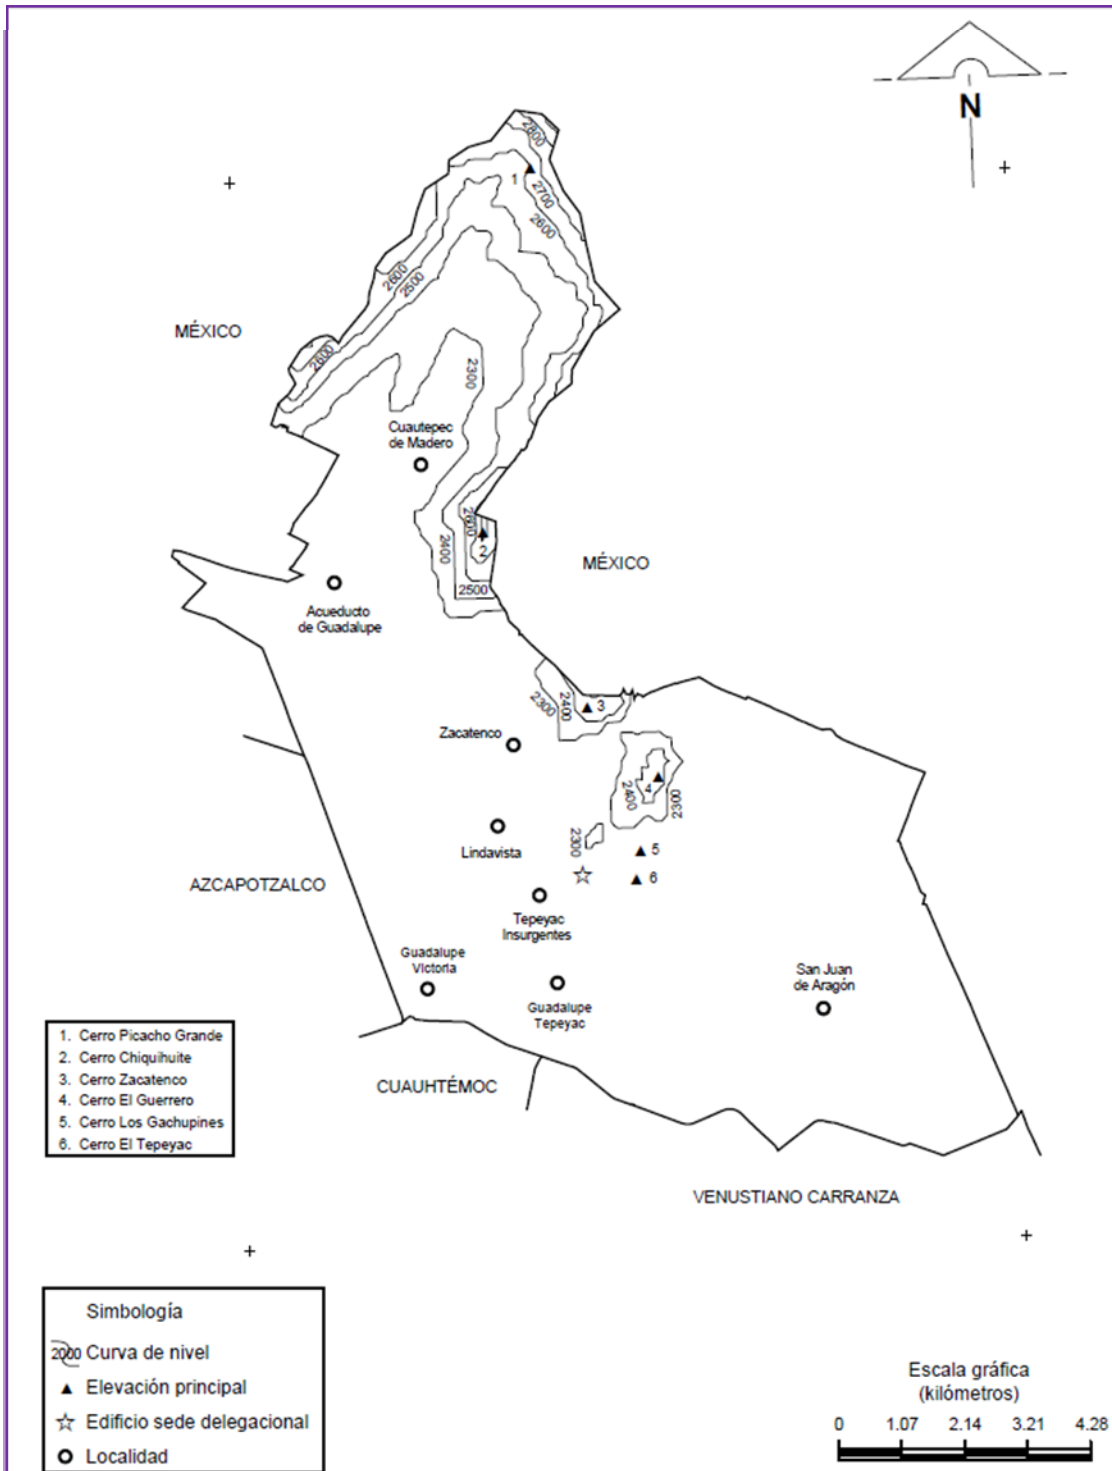 N
2800
1
2700
2600
2600
2500
MÉXICO
2600
2300
Cuautepec
de Madero
2600
2400
2
MÉXICO
2500
Acueducto
de Guadalupe
2300
2400
3
Zacatenco
2400
4
2300
2300
Lindavista
5
AZCAPOTZALCO
6
Tepeyac
Insurgentes
Guadalupe
Victoria
San Juan
de Aragón
Guadalupe
Tepeyac
1. Cerro Picacho Grande
2. Cerro Chiquihuite
3. Cerro Zacatenco
4. Cerro El Guerrero
5. Cerro Los Gachupines
6. Cerro El Tepeyac
CUAUHTÉMOC
VENUSTIANO CARRANZA
Simbología
2000 Curva de nivel
Elevación principal
Edificio sede delegacional
Localidad
Escala gráfica
(kilómetros)
0 1.07 2.14 3.21 4.28